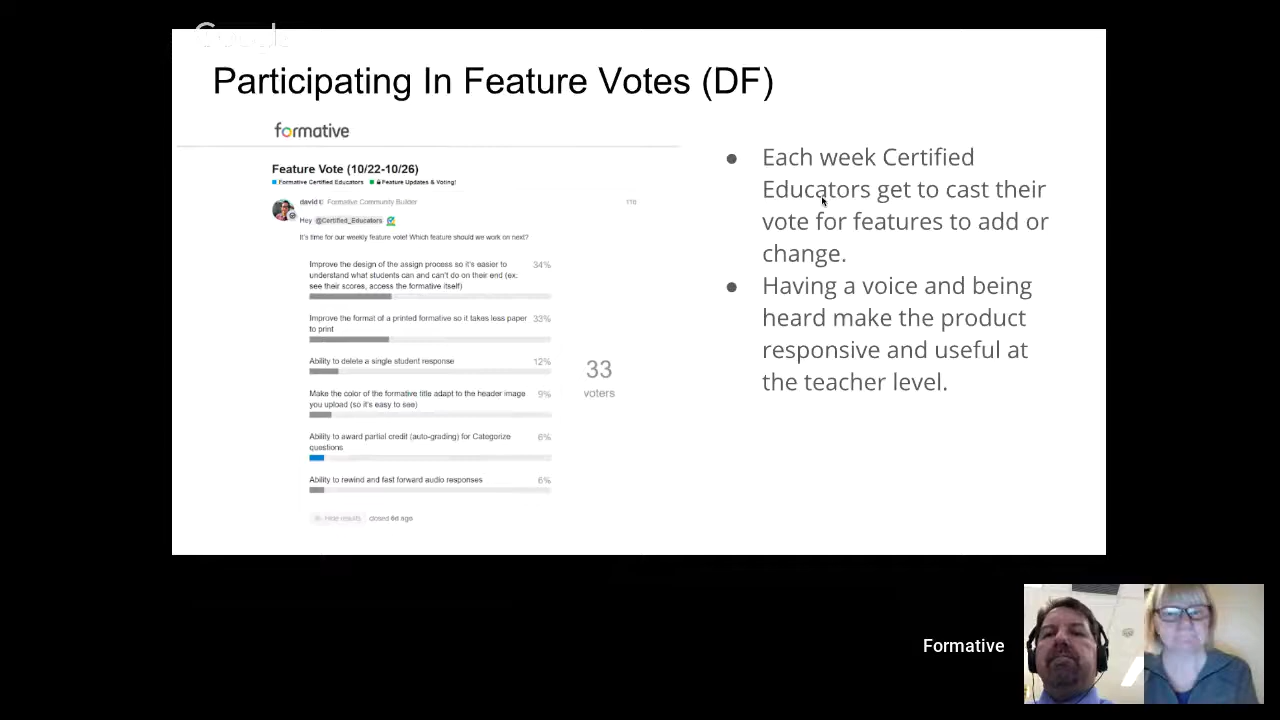 Google
Participating In Feature Votes (DF)
formative
Feature Vote (10/22-10/26)
Formative Certified Educators Feature Updates & Voting!
Formative Community Builder
Hey @Certified_Educators
It's time for our weekly feature vote! Which feature should we work on next?
Improve the design of the assign process so it's easier to
understand what students can and can't do on their end (ex:
see their scores, access the formative itself)
34%
Improve the format of a printed formative so it takes less paper
to print
33%
Ability to delete a single student response
12%
Make the color of the formative title adapt to the header image
you upload (so it's easy to see)
9%
Ability to award partial credit (auto-grading) for Categorize
questions
6%
Ability to rewind and fast forward audio responses
6%
33
voters
Hide results closed 6d ago
● Each week Certified
Educators get to cast their
vote for features to add or
change.
● Having a voice and being
heard make the product
responsive and useful at
the teacher level.
Formative